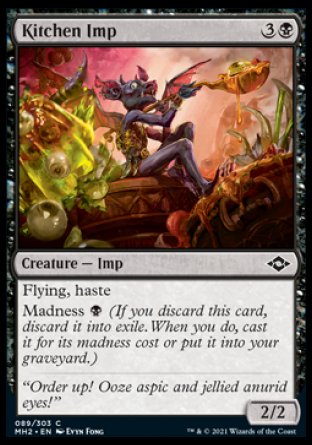 Kitchen Imp 3
Creature — Imp
Flying, haste
Madness (If you discard this card,
discard it into exile.When you do, cast
it for its madness cost or put it into your
graveyard.)
“Order up! Ooze aspic and jellied anurid
eyes!”
2/2
089/303 C
MH2 • EN Evyn Fong
™ & © 2021 Wizards of the Coast